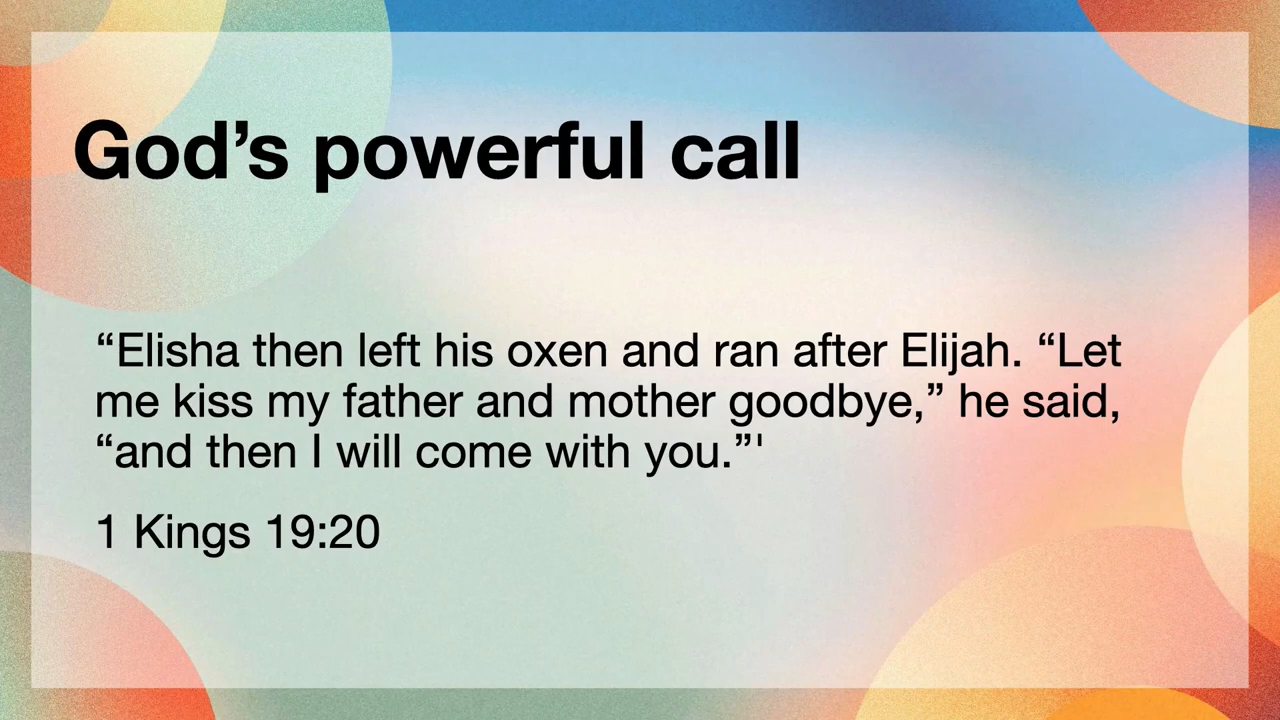 God’s powerful call
“Elisha then left his oxen and ran after Elijah. “Let
me kiss my father and mother goodbye,” he said,
“and then I will come with you.”'
1 Kings 19:20